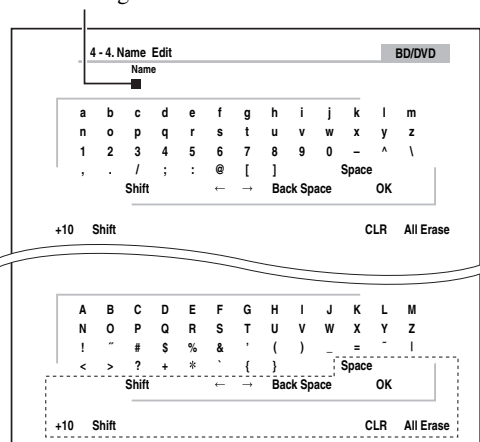 4 - 4. Name Edit BD/DVD
Name
a b c d e f g h i j k l m
n o p q r s t u v w x y z
1 2 3 4 5 6 7 8 9 0 – ^ \
, . / ; : @ [ ] Space
Shift ← → Back Space OK
+10 Shift CLR All Erase
A B C D E F G H I J K L M
N O P Q R S T U V W X Y Z
! ˝ # $ % & ' ( ) _ = ˜ |
< > ? + * ` { } Space
Shift ← → Back Space OK
+10 Shift CLR All Erase